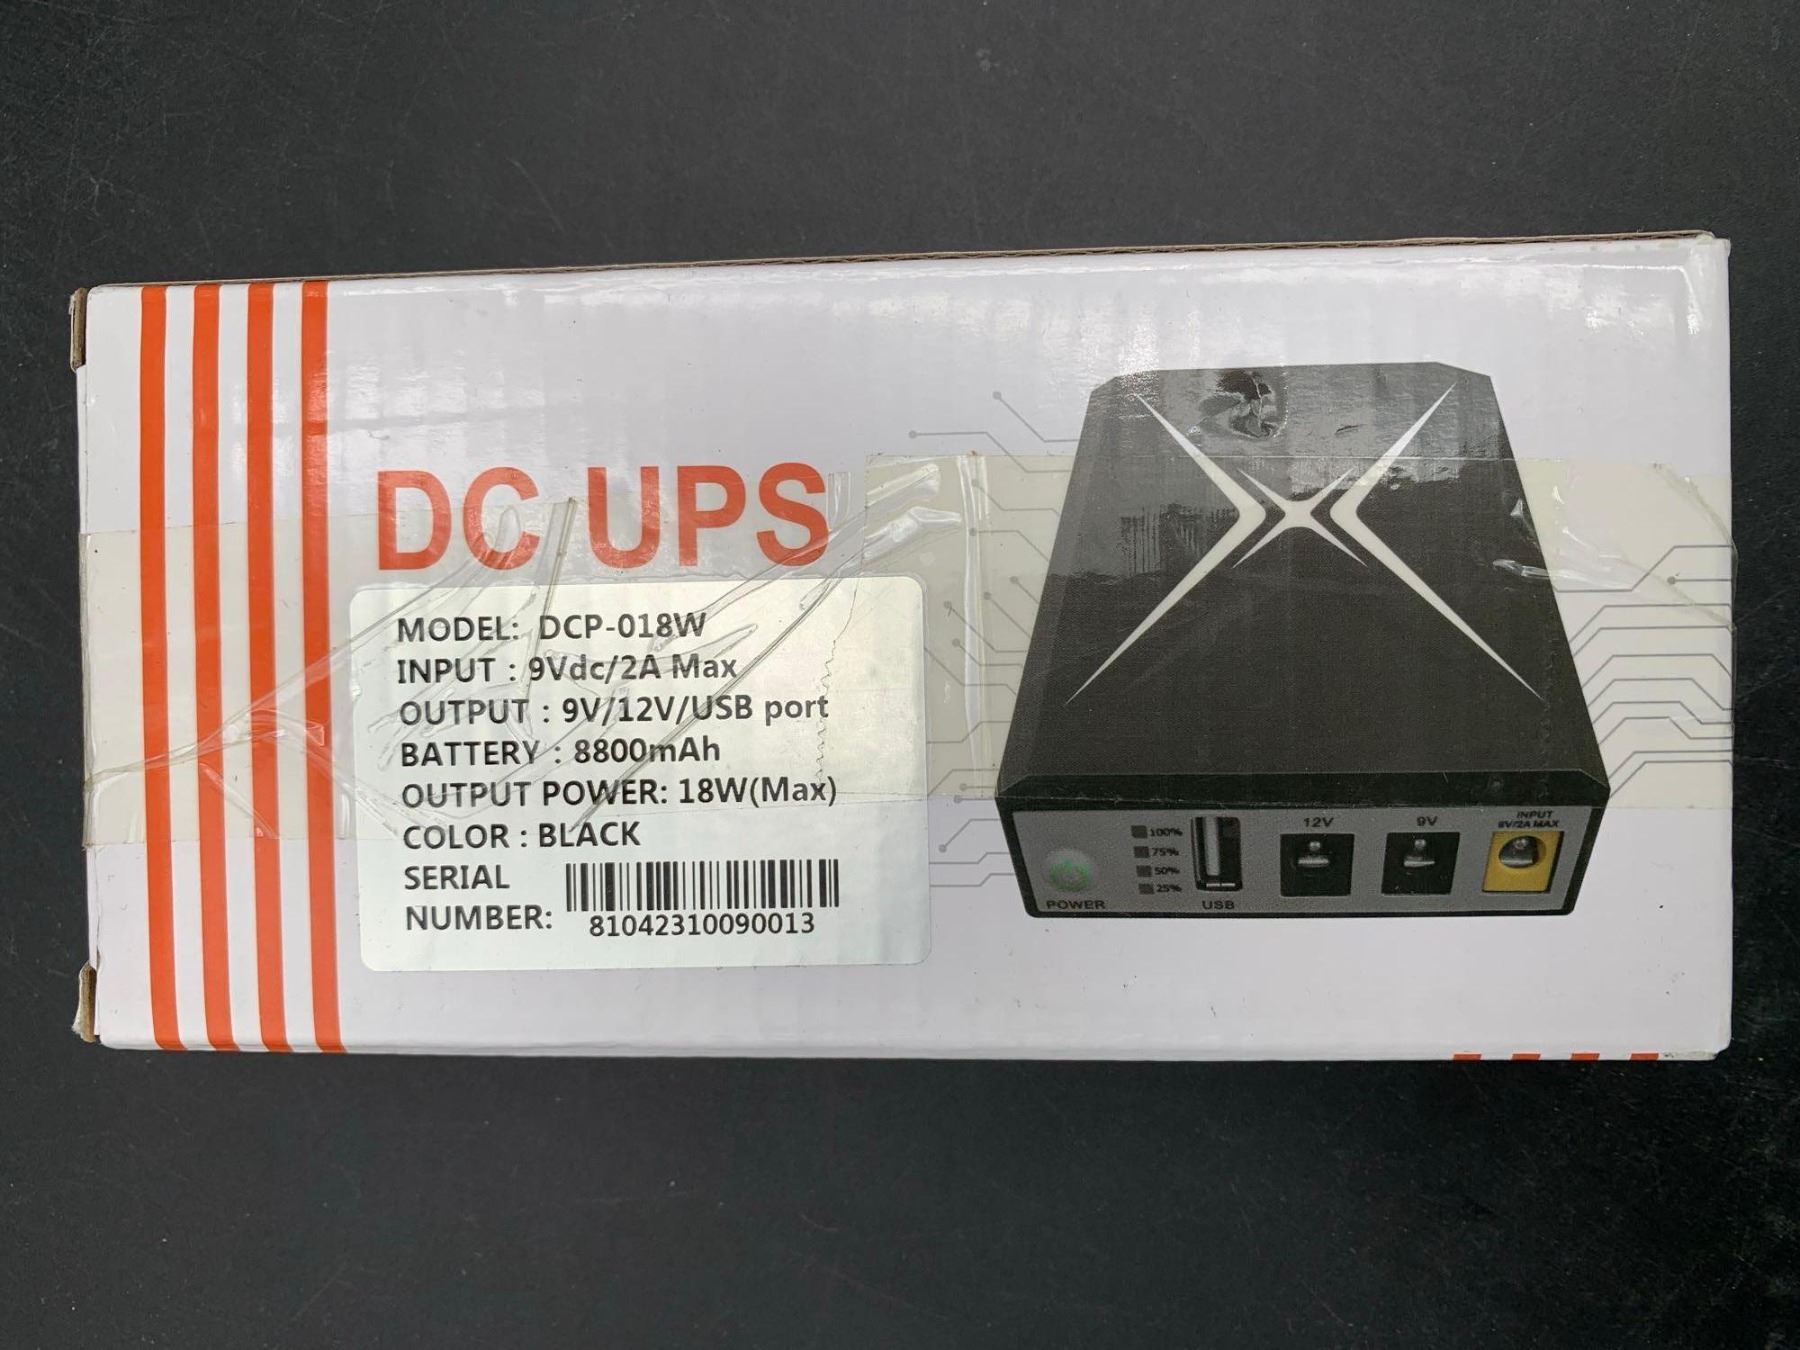 DC UPS
MODEL: DCP-018W
INPUT : 9Vdc/2A Max
OUTPUT : 9V/12V/USB port
BATTERY : 8800mAh
OUTPUT POWER: 18W(Max)
COLOR : BLACK
SERIAL
NUMBER:
81042310090013
POWER
100%
75%
50%
25%
USB
12V
9V
INPUT
9V/2A MAX